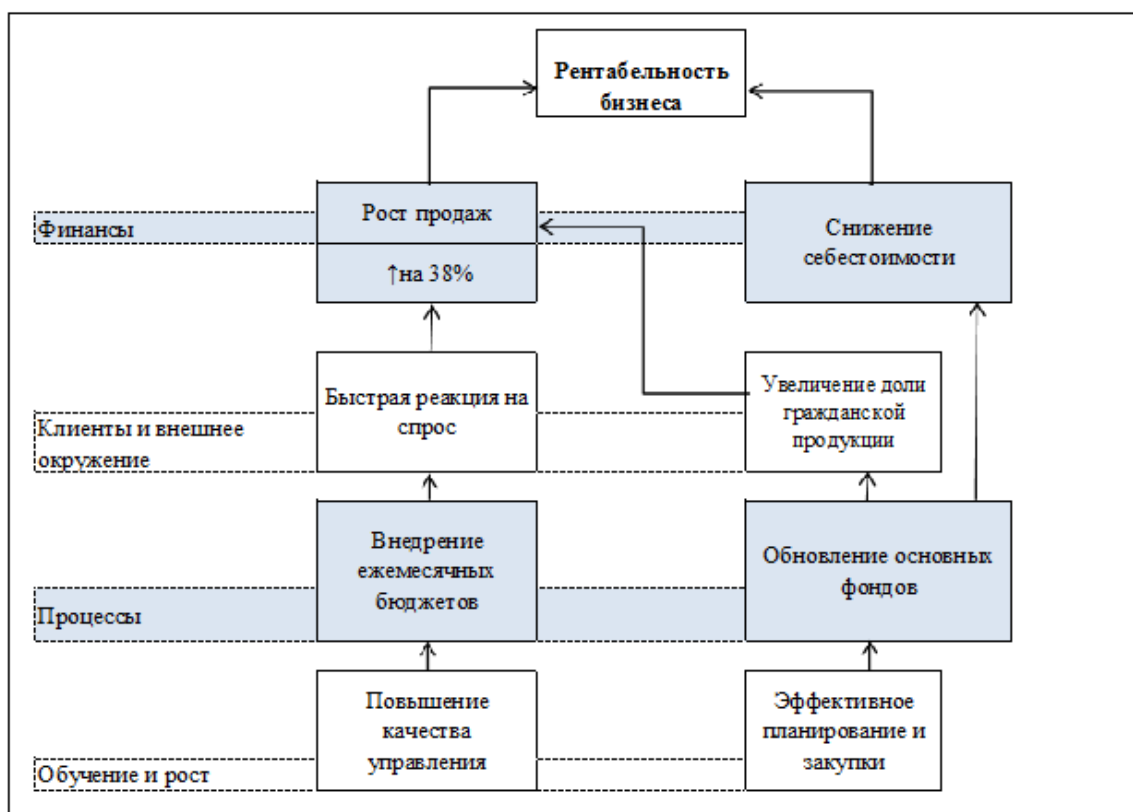 Рентабельность
бизнеса
Финансы
Рост продаж
↑на 38%
Снижение
себестоимости
Клиенты и внешнее
окружение
Быстрая реакция на
спрос
Увеличение доли
гражданской
продукции
Процессы
Внедрение
ежемесячных
бюджетов
Обновление основных
фондов
Обучение и рост
Повышение
качества
управления
Эффективное
планирование и
закупки